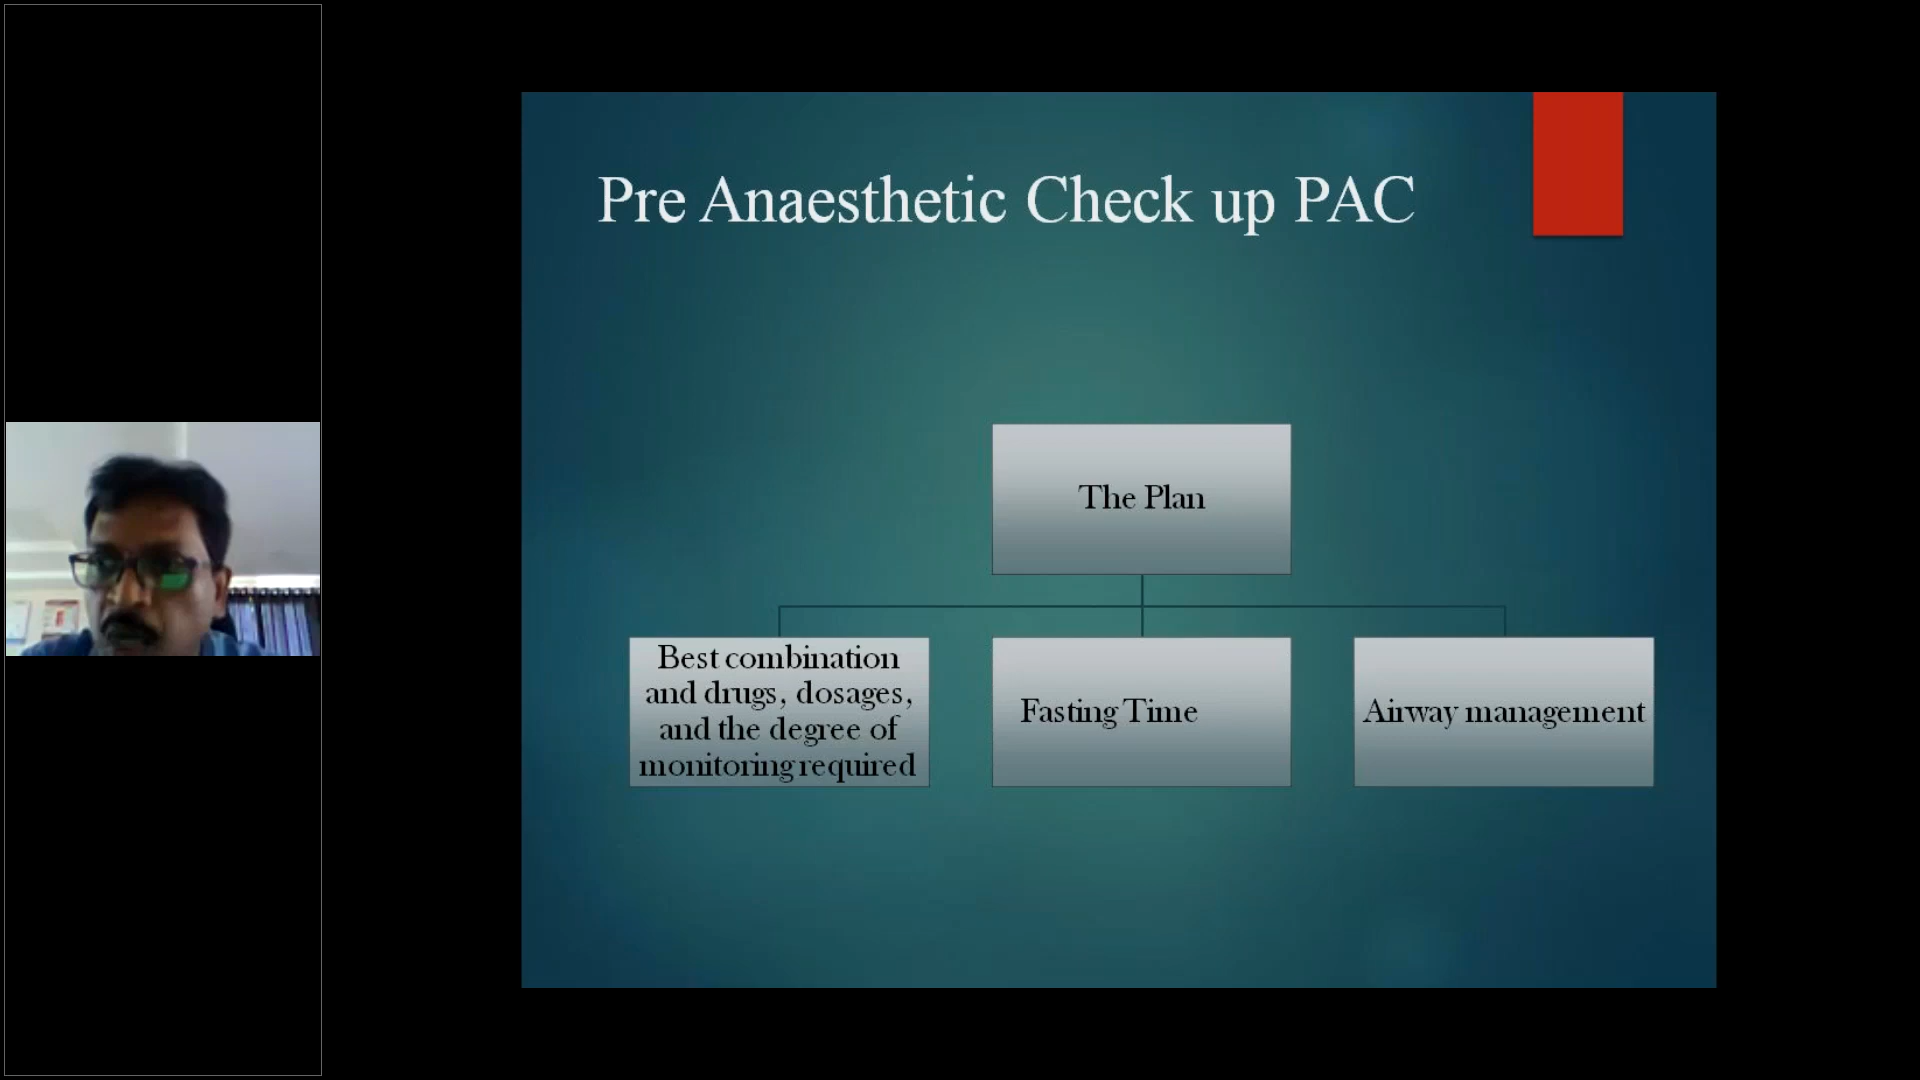 Pre Anaesthetic Check up PAC
The Plan
Best combination
and drugs, dosages,
and the degree of
monitoring required
Fasting Time
Airway management